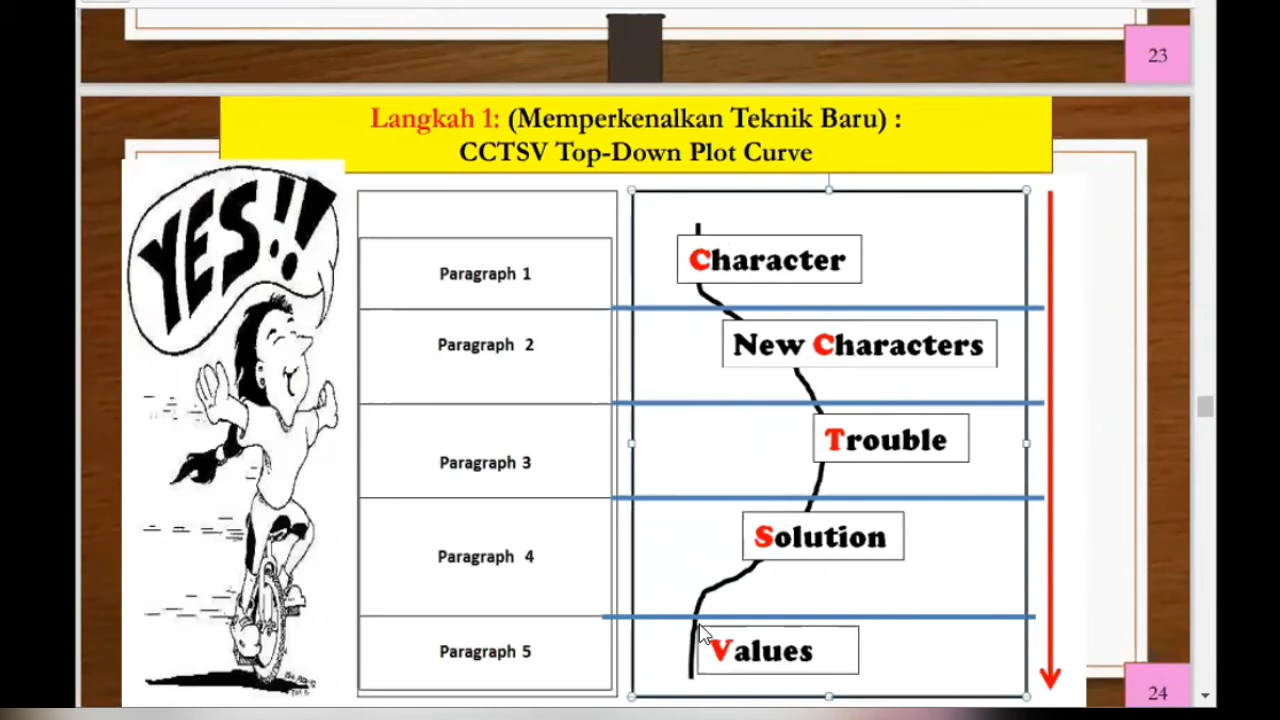 23
Langkah 1: (Memperkenalkan Teknik Baru) :
CCTSV Top-Down Plot Curve
YES!!
Paragraph 1
Character
Paragraph 2
New Characters
Paragraph 3
Trouble
Paragraph 4
Solution
Paragraph 5
Values
24